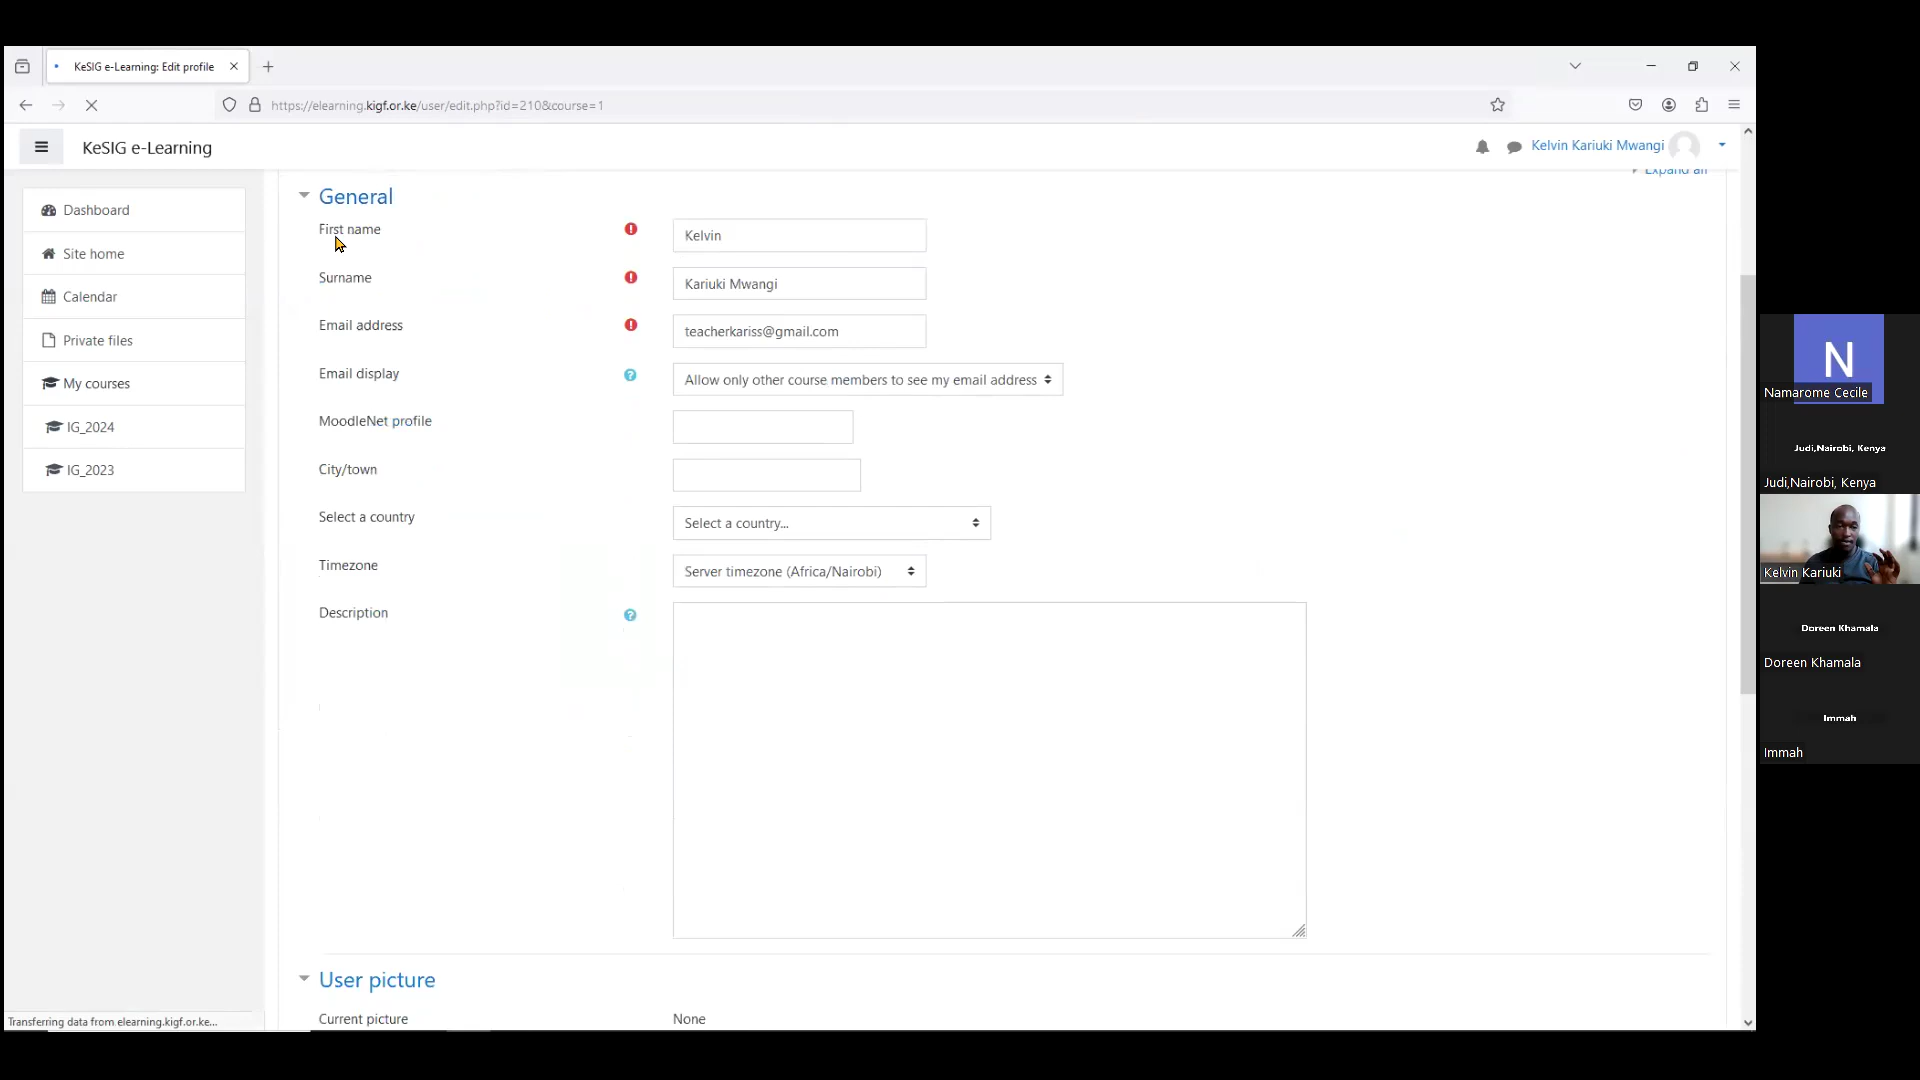 KeSIG e-Learning: Edit profile
https://elearning.kigf.or.ke/user/edit.php?id=210&course=1
KeSIG e-Learning
Kelvin Kariuki Mwangi
Dashboard
Site home
Calendar
Private files
My courses
IG_2024
IG_2023
Expand all
General
First name
Kelvin
Surname
Kariuki Mwangi
Email address
teacherkariss@gmail.com
Email display
Allow only other course members to see my email address
MoodleNet profile
City/town
Select a country
Select a country...
Timezone
Server timezone (Africa/Nairobi)
Description
User picture
Current picture
None
Transferring data from elearning.kigf.or.ke...
N
Namarome Cecile
Judi,Nairobi, Kenya
Judi,Nairobi, Kenya
Kelvin Kariuki
Doreen Khamala
Doreen Khamala
Immah
Immah